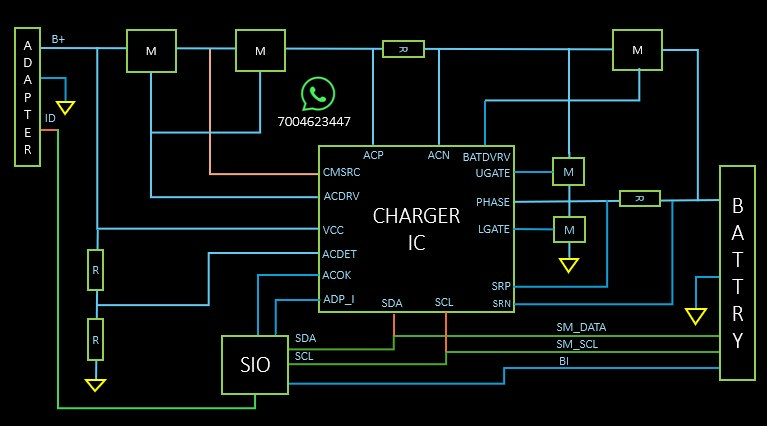 ADAPTER
B+
ID
M
M
R
M
7004623447
ACP
ACN
BATDVRV
CMSRC
ACDRV
VCC
ACDET
ACOK
ADP_I
CHARGER
IC
UGATE
PHASE
LGATE
SRP
SRN
SDA
SCL
M
M
R
R
R
SIO
SDA
SCL
SM_DATA
SM_SCL
BI
BATTRY